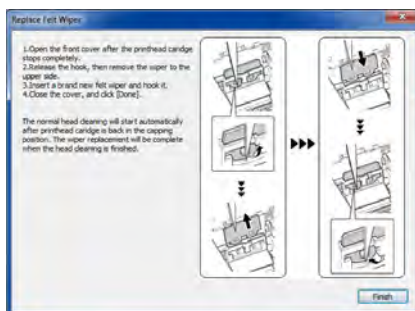 Replace Felt Wiper
1.Open the front cover after the printhead caridge
stops completely.
2.Release the hook, then remove the wiper to the
upper side.
3.Insert a brand new felt wiper and hook it.
4.Close the cover, and click [Done].
The normal head cleaning will start automatically
after printhead caridge is back in the capping
position. The wiper replacement will be complete
when the head cleaning is finished.
Finish